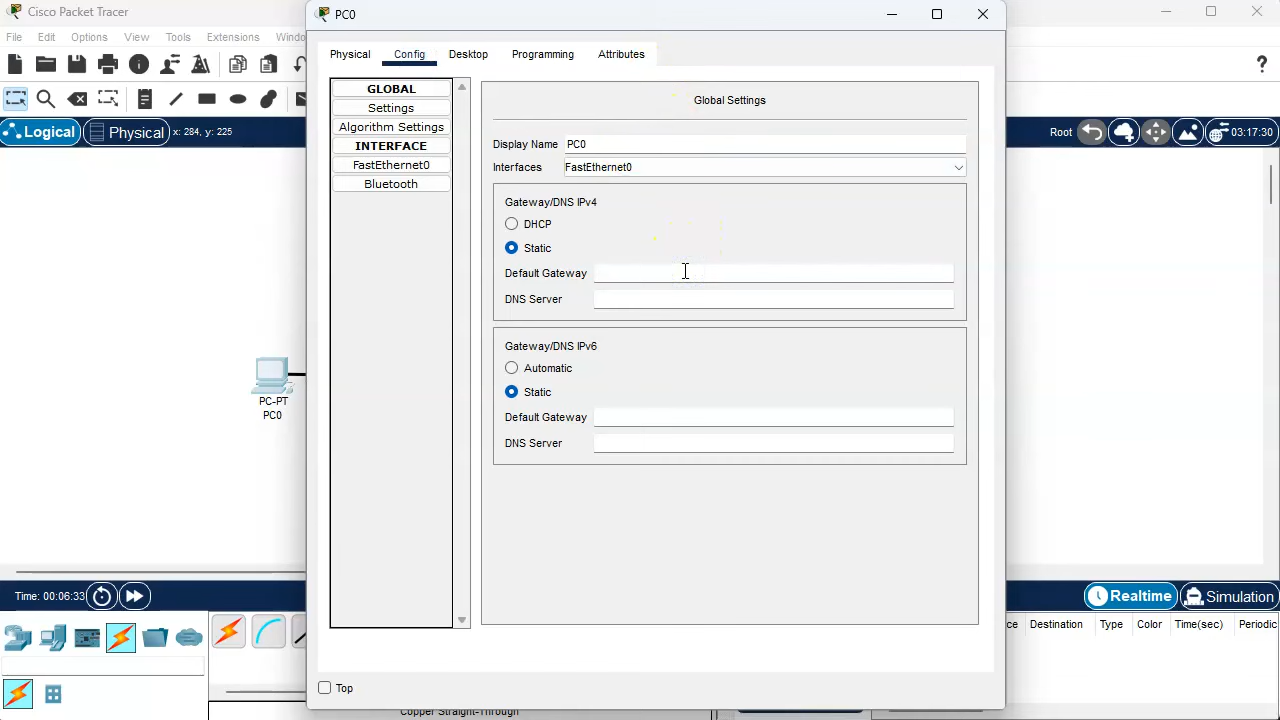 Cisco Packet Tracer
PC0
File Edit Options View Tools Extensions Windo
Physical Config Desktop Programming Attributes
GLOBAL
Settings
Algorithm Settings
INTERFACE
FastEthernet0
Bluetooth
Global Settings
Display Name PC0
Interfaces FastEthernet0
Gateway/DNS IPv4
DHCP
Static
Default Gateway
DNS Server
Gateway/DNS IPv6
Automatic
Static
Default Gateway
DNS Server
Top
Logical Physical x: 284, y: 225
Root 03:17:30
PC-PT
PC0
Time: 00:06:33
Realtime Simulation
ce Destination Type Color Time(sec) Periodic
Copper Straight-Through